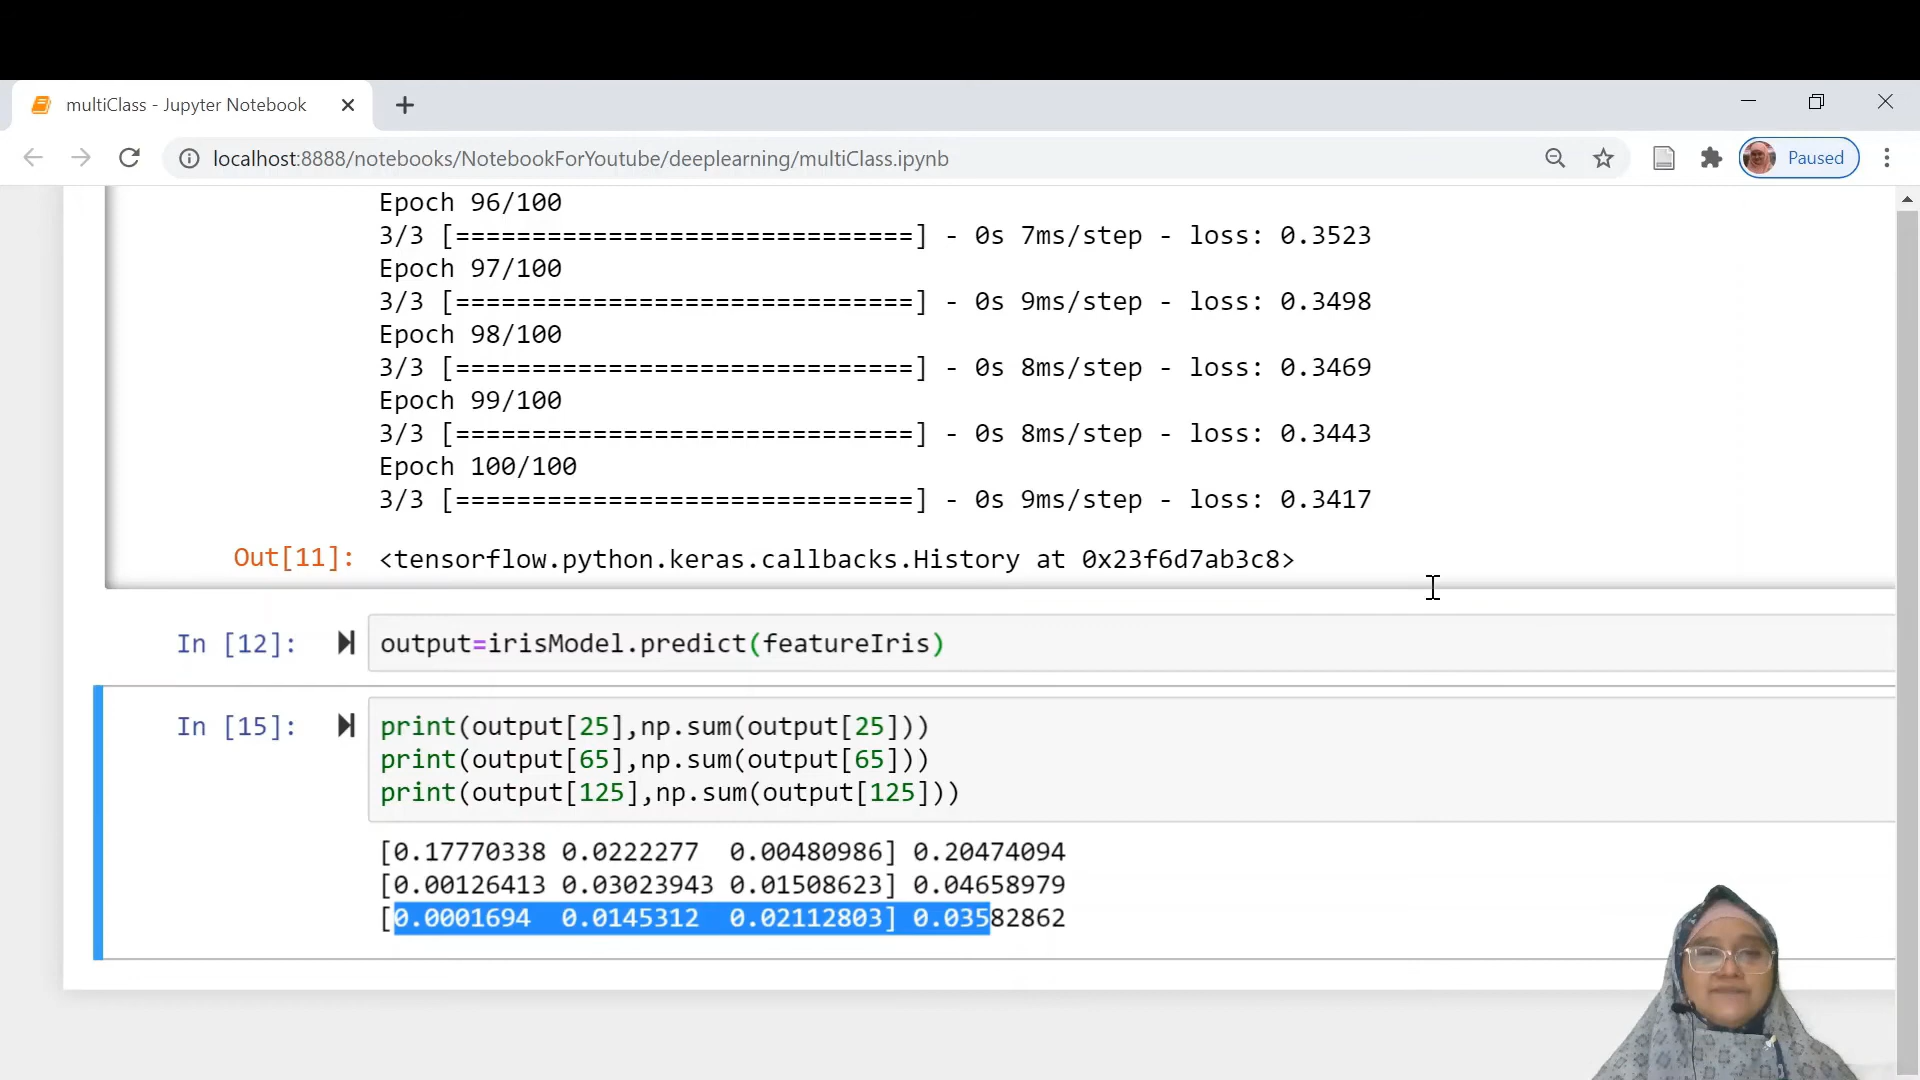 multiClass - Jupyter Notebook
localhost:8888/notebooks/NotebookForYoutube/deeplearning/multiClass.ipynb
Paused
Epoch 96/100
3/3 [==============================] - 0s 7ms/step - loss: 0.3523
Epoch 97/100
3/3 [==============================] - 0s 9ms/step - loss: 0.3498
Epoch 98/100
3/3 [==============================] - 0s 8ms/step - loss: 0.3469
Epoch 99/100
3/3 [==============================] - 0s 8ms/step - loss: 0.3443
Epoch 100/100
3/3 [==============================] - 0s 9ms/step - loss: 0.3417
Out[11]: <tensorflow.python.keras.callbacks.History at 0x23f6d7ab3c8>
In [12]: output=irisModel.predict(featureIris)
In [15]: print(output[25],np.sum(output[25]))
print(output[65],np.sum(output[65]))
print(output[125],np.sum(output[125]))
[0.17770338 0.0222277  0.00480986] 0.20474094
[0.00126413 0.03023943 0.01508623] 0.04658979
[0.0001694  0.0145312  0.02112803] 0.03582862